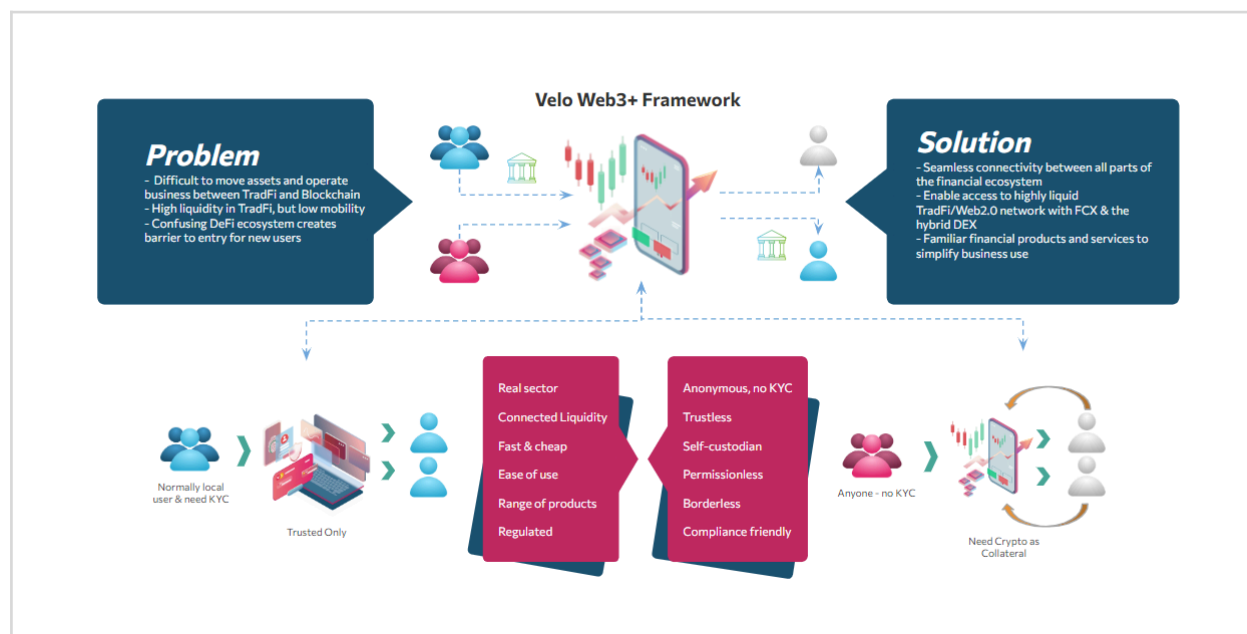 Velo Web3+ Framework
Problem
- Difficult to move assets and operate
business between TradFi and Blockchain
- High liquidity in TradFi, but low mobility
- Confusing DeFi ecosystem creates
barrier to entry for new users
Solution
- Seamless connectivity between all parts of
the financial ecosystem
- Enable access to highly liquid
TradFi/Web2.0 network with FCX & the
hybrid DEX
- Familiar financial products and services to
simplify business use
Normally local
user & need KYC
Trusted Only
Real sector
Connected Liquidity
Fast & cheap
Ease of use
Range of products
Regulated
Anonymous, no KYC
Trustless
Self-custodian
Permissionless
Borderless
Compliance friendly
Anyone - no KYC
Need Crypto as
Collateral